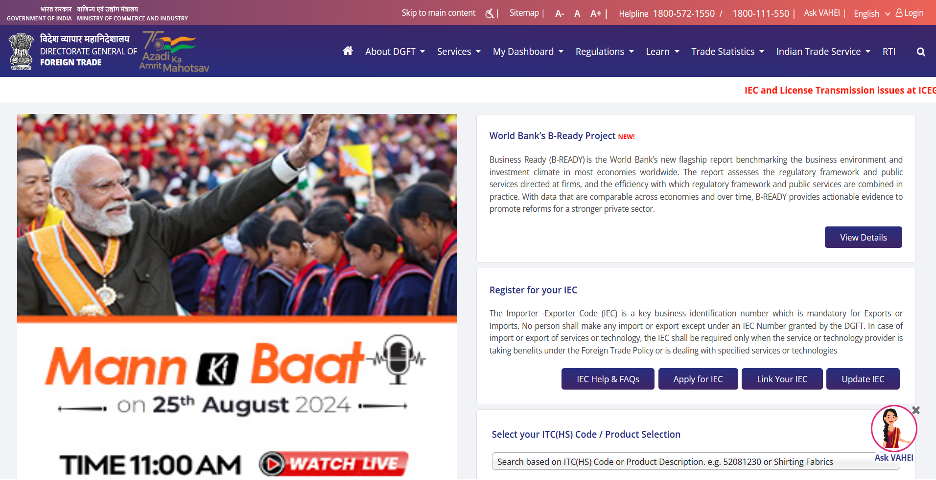 भारत सरकार वाणिज्य एवं उद्योग मंत्रालय
GOVERNMENT OF INDIA MINISTRY OF COMMERCE AND INDUSTRY
Skip to main content | Sitemap | A- A A+ | Helpline 1800-572-1550 / 1800-111-550 | Ask VAHEI | English Login
विदेश व्यापार महानिदेशालय
DIRECTORATE GENERAL OF
FOREIGN TRADE
75
Azadi Ka
Amrit Mahotsav
About DGFT Services My Dashboard Regulations Learn Trade Statistics Indian Trade Service RTI
IEC and License Transmission issues at ICEG
Mann Ki Baat
on 25th August 2024
TIME 11:00 AM WATCH LIVE
World Bank's B-Ready Project NEW!
Business Ready (B-READY) is the World Bank's new flagship report benchmarking the business environment and
investment climate in most economies worldwide. The report assesses the regulatory framework and public
services directed at firms, and the efficiency with which regulatory framework and public services are combined in
practice. With data that are comparable across economies and over time, B-READY provides actionable evidence to
promote reforms for a stronger private sector.
View Details
Register for your IEC
The Importer -Exporter Code (IEC) is a key business identification number which is mandatory for Exports or
Imports. No person shall make any import or export except under an IEC Number granted by the DGFT. In case of
import or export of services or technology, the IEC shall be required only when the service or technology provider is
taking benefits under the Foreign Trade Policy or is dealing with specified services or technologies
IEC Help & FAQs Apply for IEC Link Your IEC Update IEC
Select your ITC(HS) Code / Product Selection
Search based on ITC(HS) Code or Product Description. e.g. 52081230 or Shirting Fabrics
Ask VAHEI